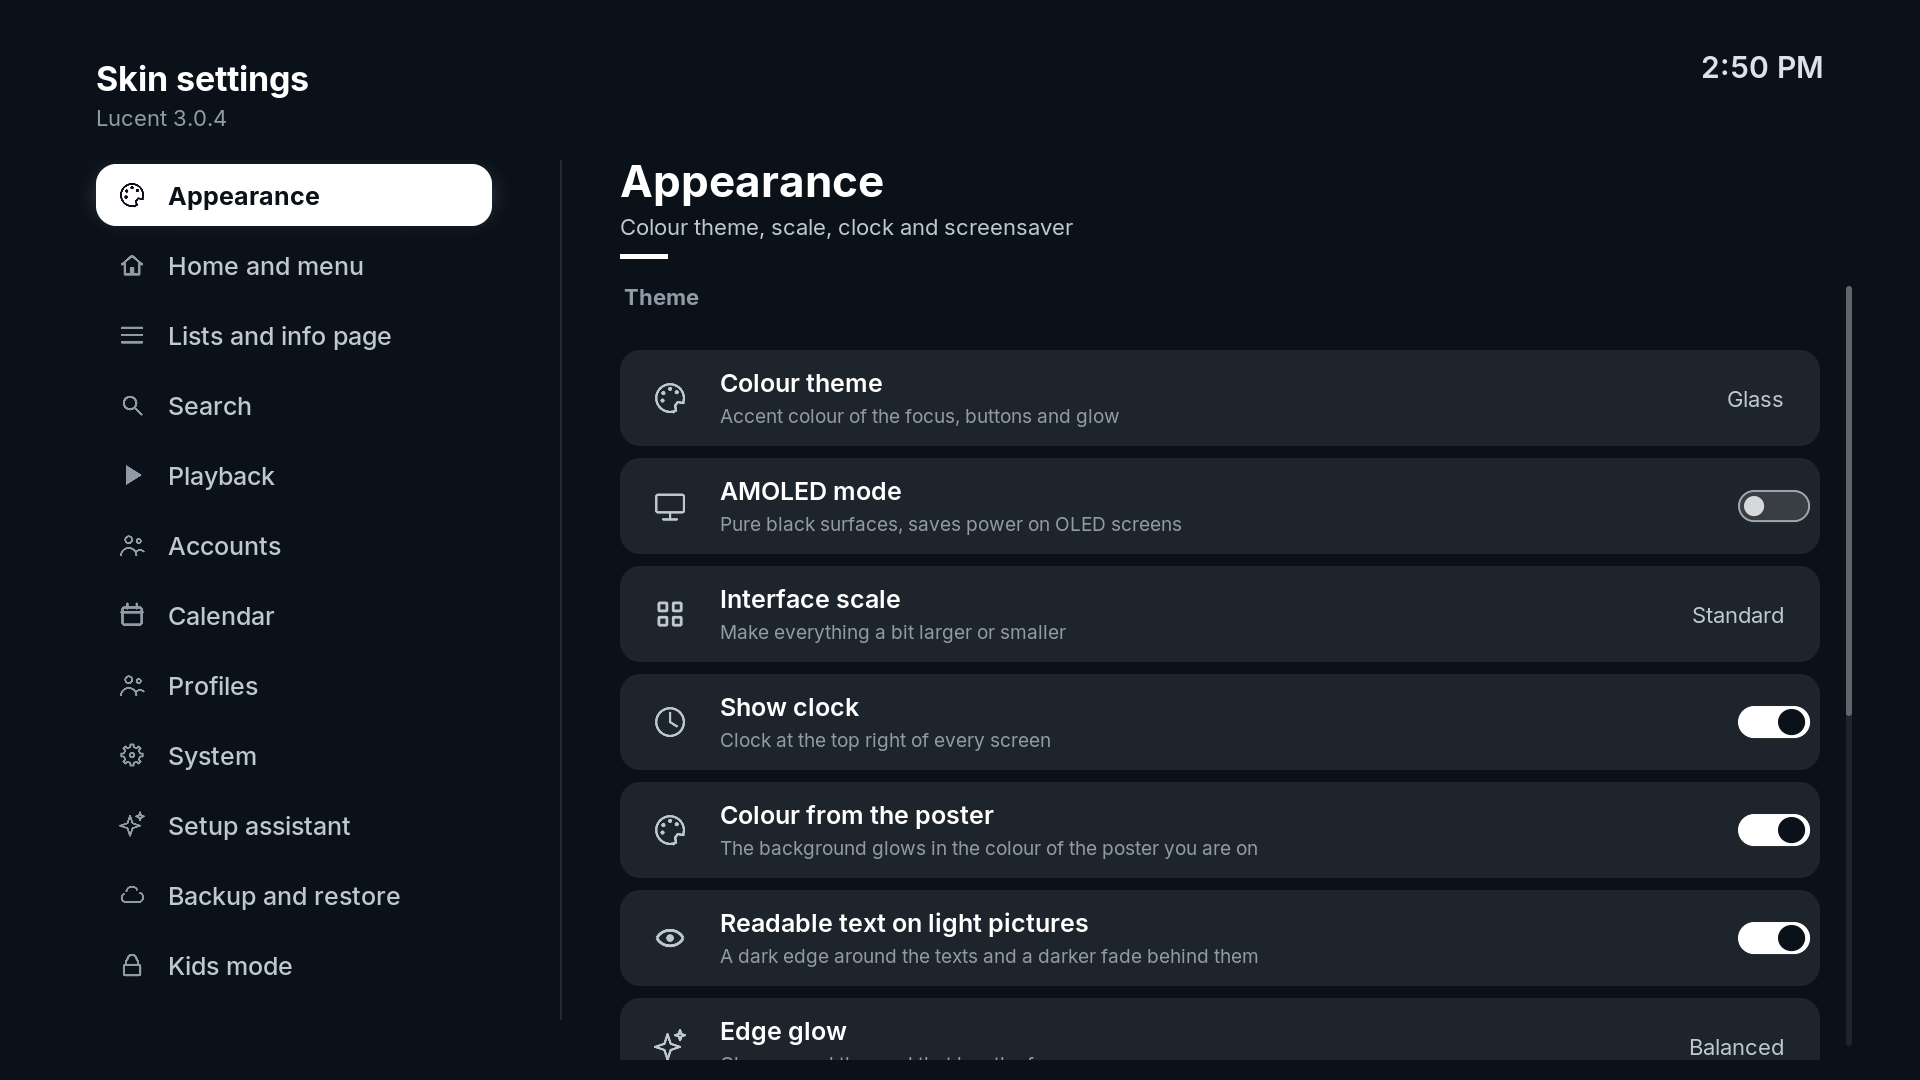 Skin settings
Lucent 3.0.4
2:50 PM
Appearance
Home and menu
Lists and info page
Search
Playback
Accounts
Calendar
Profiles
System
Setup assistant
Backup and restore
Kids mode
Appearance
Colour theme, scale, clock and screensaver
Theme
Colour theme
Accent colour of the focus, buttons and glow
Glass
AMOLED mode
Pure black surfaces, saves power on OLED screens
Interface scale
Make everything a bit larger or smaller
Standard
Show clock
Clock at the top right of every screen
Colour from the poster
The background glows in the colour of the poster you are on
Readable text on light pictures
A dark edge around the texts and a darker fade behind them
Edge glow
Balanced